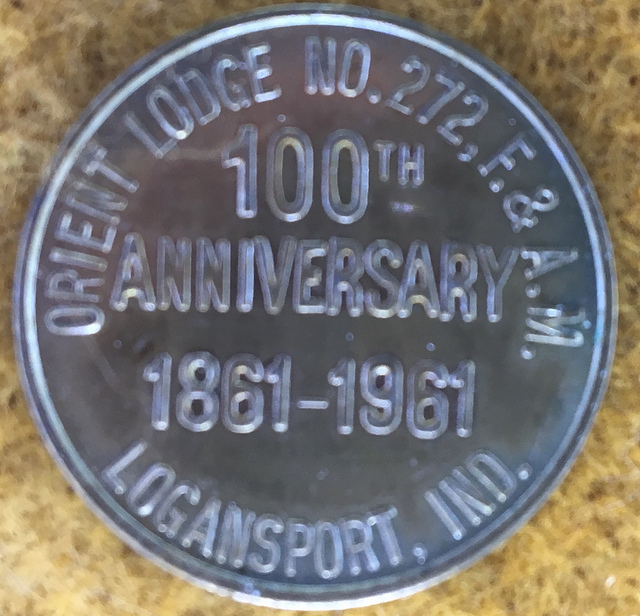 ORIENT LODGE NO. 272, F. & A. M.
100TH
ANNIVERSARY
1861-1961
LOGANSPORT, IND.